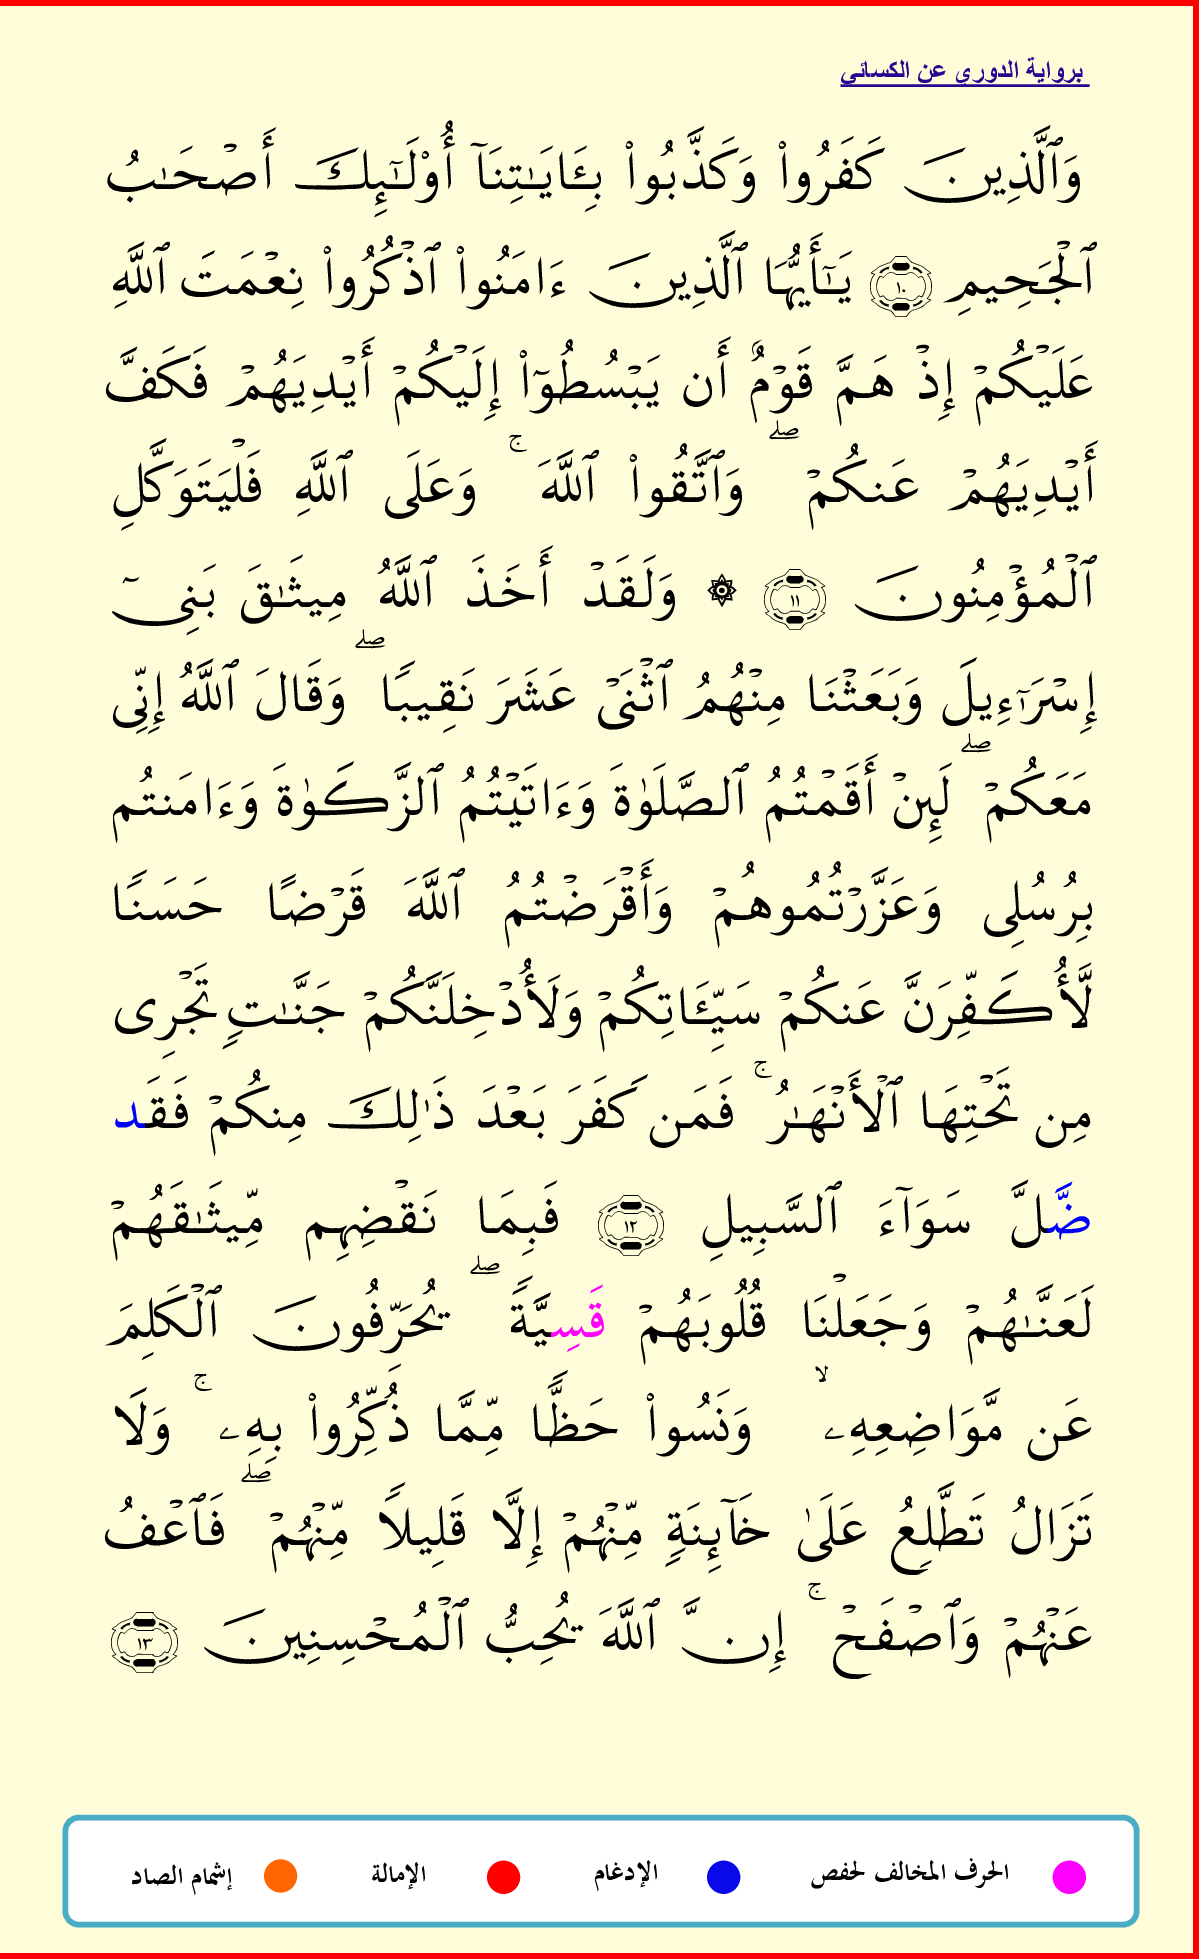 برواية الدوري عن الكسائي
وَٱلَّذِينَ كَفَرُواْ وَكَذَّبُواْ بِـَٔايَٰتِنَآ أُوْلَٰٓئِكَ أَصْحَٰبُ
ٱلْجَحِيمِ ١٠ يَٰٓأَيُّهَا ٱلَّذِينَ ءَامَنُواْ ٱذْكُرُواْ نِعْمَتَ ٱللَّهِ
عَلَيْكُمْ إِذْ هَمَّ قَوْمٌ أَن يَبْسُطُوٓاْ إِلَيْكُمْ أَيْدِيَهُمْ فَكَفَّ
أَيْدِيَهُمْ عَنكُمْ ۖ وَٱتَّقُواْ ٱللَّهَ ۚ وَعَلَى ٱللَّهِ فَلْيَتَوَكَّلِ
ٱلْمُؤْمِنُونَ ١١ ۞ وَلَقَدْ أَخَذَ ٱللَّهُ مِيثَٰقَ بَنِىٓ
إِسْرَٰٓءِيلَ وَبَعَثْنَا مِنْهُمُ ٱثْنَىْ عَشَرَ نَقِيبًا ۖ وَقَالَ ٱللَّهُ إِنِّى
مَعَكُمْ ۖ لَئِنْ أَقَمْتُمُ ٱلصَّلَوٰةَ وَءَاتَيْتُمُ ٱلزَّكَوٰةَ وَءَامَنتُم
بِرُسُلِى وَعَزَّرْتُمُوهُمْ وَأَقْرَضْتُمُ ٱللَّهَ قَرْضًا حَسَنًا
لَّأُكَفِّرَنَّ عَنكُمْ سَيِّـَٔاتِكُمْ وَلَأُدْخِلَنَّكُمْ جَنَّٰتٍ تَجْرِى
مِن تَحْتِهَا ٱلْأَنْهَٰرُ ۚ فَمَن كَفَرَ بَعْدَ ذَٰلِكَ مِنكُمْ فَقَد
ضَّلَّ سَوَآءَ ٱلسَّبِيلِ ١٢ فَبِمَا نَقْضِهِم مِّيثَٰقَهُمْ
لَعَنَّٰهُمْ وَجَعَلْنَا قُلُوبَهُمْ قَسِيَّةً ۖ يُحَرِّفُونَ ٱلْكَلِمَ
عَن مَّوَاضِعِهِۦ ۙ وَنَسُواْ حَظًّا مِّمَّا ذُكِّرُواْ بِهِۦ ۚ وَلَا
تَزَالُ تَطَّلِعُ عَلَىٰ خَآئِنَةٍ مِّنْهُمْ إِلَّا قَلِيلًا مِّنْهُمْ ۖ فَٱعْفُ
عَنْهُمْ وَٱصْفَحْ ۚ إِنَّ ٱللَّهَ يُحِبُّ ٱلْمُحْسِنِينَ ١٣
الحرف المخالف لحفص الإدغام الإمالة إشمام الصاد